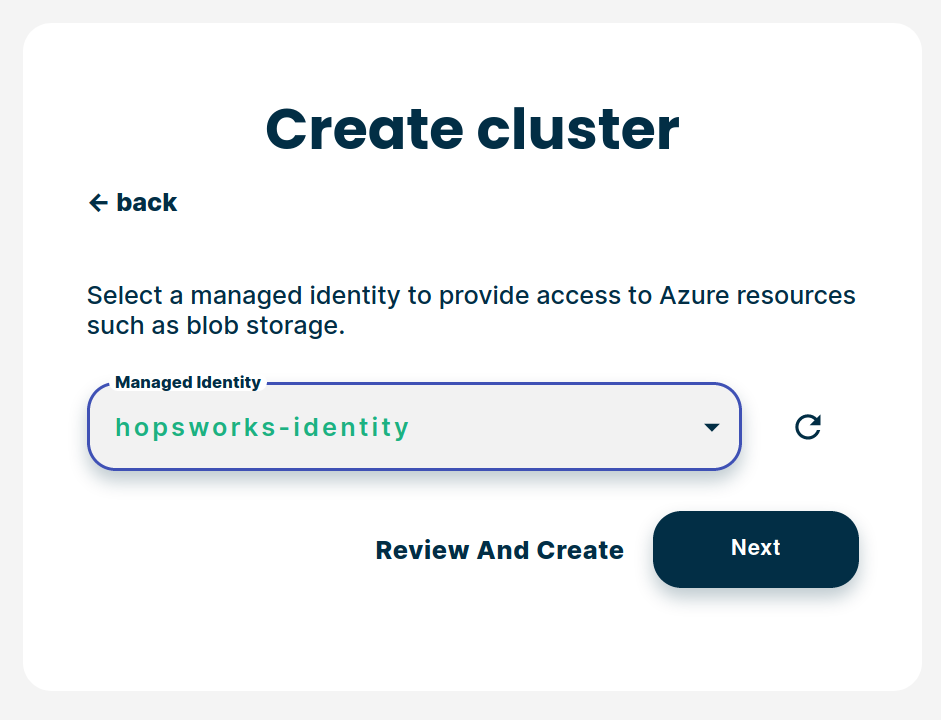 Create cluster
← back
Select a managed identity to provide access to Azure resources
such as blob storage.
Managed Identity
hopsworks-identity
Review And Create
Next